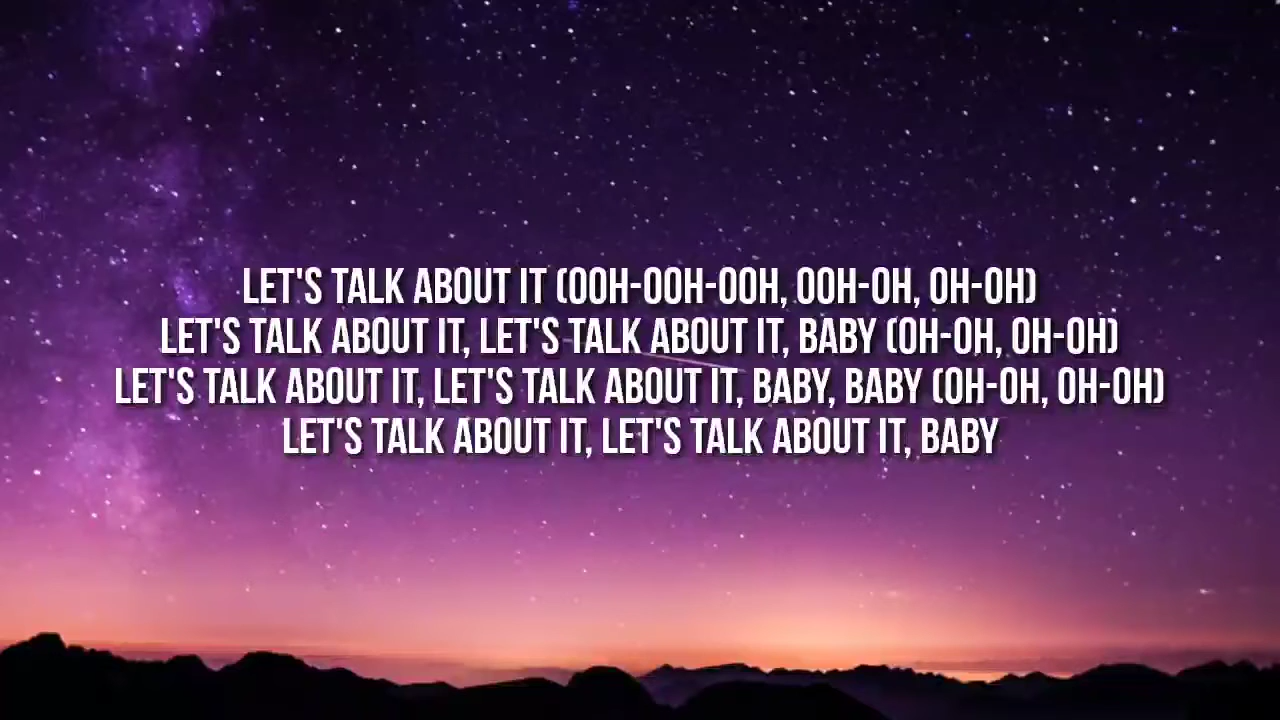 LET'S TALK ABOUT IT (OOH-OOH-OOH, OOH-OH, OH-OH)
LET'S TALK ABOUT IT, LET'S TALK ABOUT IT, BABY (OH-OH, OH-OH)
LET'S TALK ABOUT IT, LET'S TALK ABOUT IT, BABY, BABY (OH-OH, OH-OH)
LET'S TALK ABOUT IT, LET'S TALK ABOUT IT, BABY